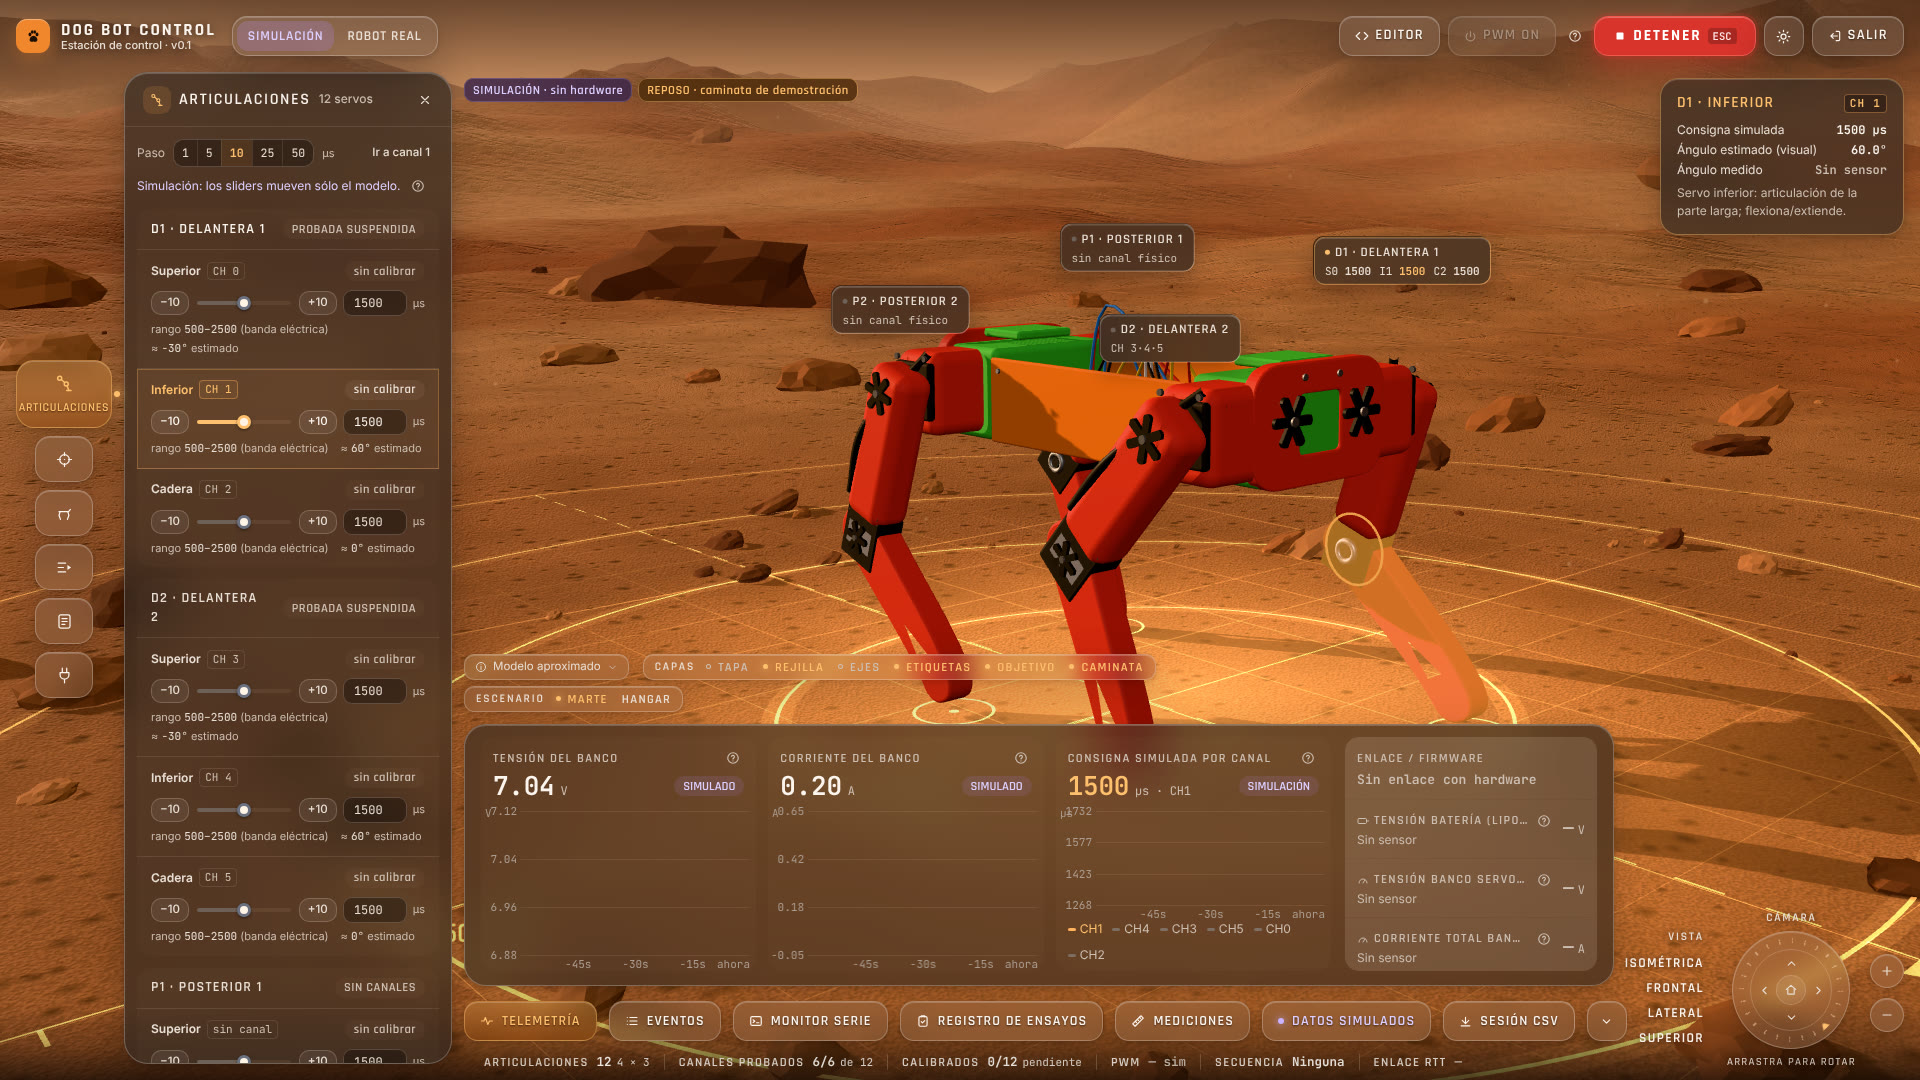 DOG BOT CONTROL
Estación de control · v0.1
SIMULACIÓN
ROBOT REAL
EDITOR
PWM ON
DETENER ESC
SALIR
ARTICULACIONES 12 servos
Paso 1 5 10 25 50 µs Ir a canal 1
Simulación: los sliders mueven sólo el modelo.
D1 · DELANTERA 1 PROBADA SUSPENDIDA
Superior CH 0 sin calibrar
−10 +10 1500 µs
rango 500–2500 (banda eléctrica)
≈ -30° estimado
Inferior CH 1 sin calibrar
−10 +10 1500 µs
rango 500–2500 (banda eléctrica) ≈ 60° estimado
Cadera CH 2 sin calibrar
−10 +10 1500 µs
rango 500–2500 (banda eléctrica) ≈ 0° estimado
D2 · DELANTERA 2 PROBADA SUSPENDIDA
Superior CH 3 sin calibrar
−10 +10 1500 µs
rango 500–2500 (banda eléctrica)
≈ -30° estimado
Inferior CH 4 sin calibrar
−10 +10 1500 µs
rango 500–2500 (banda eléctrica) ≈ 60° estimado
Cadera CH 5 sin calibrar
−10 +10 1500 µs
rango 500–2500 (banda eléctrica) ≈ 0° estimado
P1 · POSTERIOR 1 SIN CANALES
Superior sin canal sin calibrar
−10 +10 1500 µs
ARTICULACIONES
SIMULACIÓN · sin hardware
REPOSO · caminata de demostración
D1 · INFERIOR CH 1
Consigna simulada 1500 µs
Ángulo estimado (visual) 60.0°
Ángulo medido Sin sensor
Servo inferior: articulación de la
parte larga; flexiona/extiende.
P1 · POSTERIOR 1
sin canal físico
D1 · DELANTERA 1
S0 1500 I1 1500 C2 1500
P2 · POSTERIOR 2
sin canal físico
D2 · DELANTERA 2
CH 3·4·5
Modelo aproximado
CAPAS TAPA REJILLA EJES ETIQUETAS OBJETIVO CAMINATA
ESCENARIO MARTE HANGAR
TENSIÓN DEL BANCO
7.04 V SIMULADO
V 7.12
7.04
6.96
6.88
-45s -30s -15s ahora
CORRIENTE DEL BANCO
0.20 A SIMULADO
A 0.65
0.42
0.18
-0.05
-45s -30s -15s ahora
CONSIGNA SIMULADA POR CANAL
1500 µs · CH1 SIMULACIÓN
µs 1732
1577
1423
1268
-45s -30s -15s ahora
CH1 CH4 CH3 CH5 CH0
CH2
ENLACE / FIRMWARE
Sin enlace con hardware
TENSIÓN BATERÍA (LIPO… — V
Sin sensor
TENSIÓN BANCO SERVO… — V
Sin sensor
CORRIENTE TOTAL BAN… — A
Sin sensor
CÁMARA
VISTA
ISOMÉTRICA
FRONTAL
LATERAL
SUPERIOR
ARRASTRA PARA ROTAR
TELEMETRÍA
EVENTOS
MONITOR SERIE
REGISTRO DE ENSAYOS
MEDICIONES
DATOS SIMULADOS
SESIÓN CSV
ARTICULACIONES 12 4 × 3 CANALES PROBADOS 6/6 de 12 CALIBRADOS 0/12 pendiente PWM — sim SECUENCIA Ninguna ENLACE RTT —